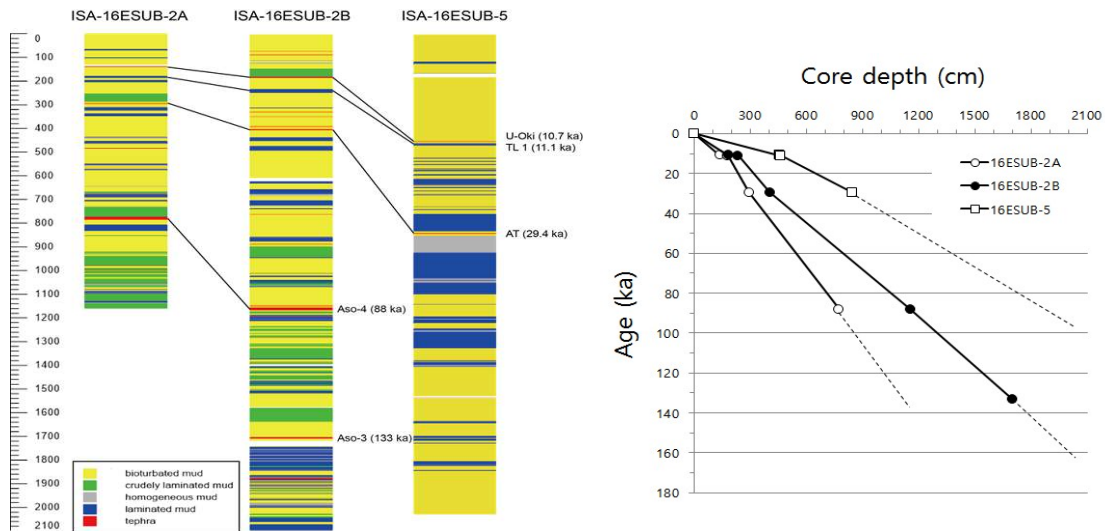 ISA-16ESUB-2A ISA-16ESUB-2B ISA-16ESUB-5
0
100
200
300
400
500
600
700
800
900
1000
1100
1200
1300
1400
1500
1600
1700
1800
1900
2000
2100
U-Oki (10.7 ka)
TL 1 (11.1 ka)
AT (29.4 ka)
Aso-4 (88 ka)
Aso-3 (133 ka)
bioturbated mud
crudely laminated mud
homogeneous mud
laminated mud
tephra
Core depth (cm)
0 300 600 900 1200 1500 1800 2100
0
20
40
60
80
100
120
140
160
180
Age (ka)
16ESUB-2A
16ESUB-2B
16ESUB-5